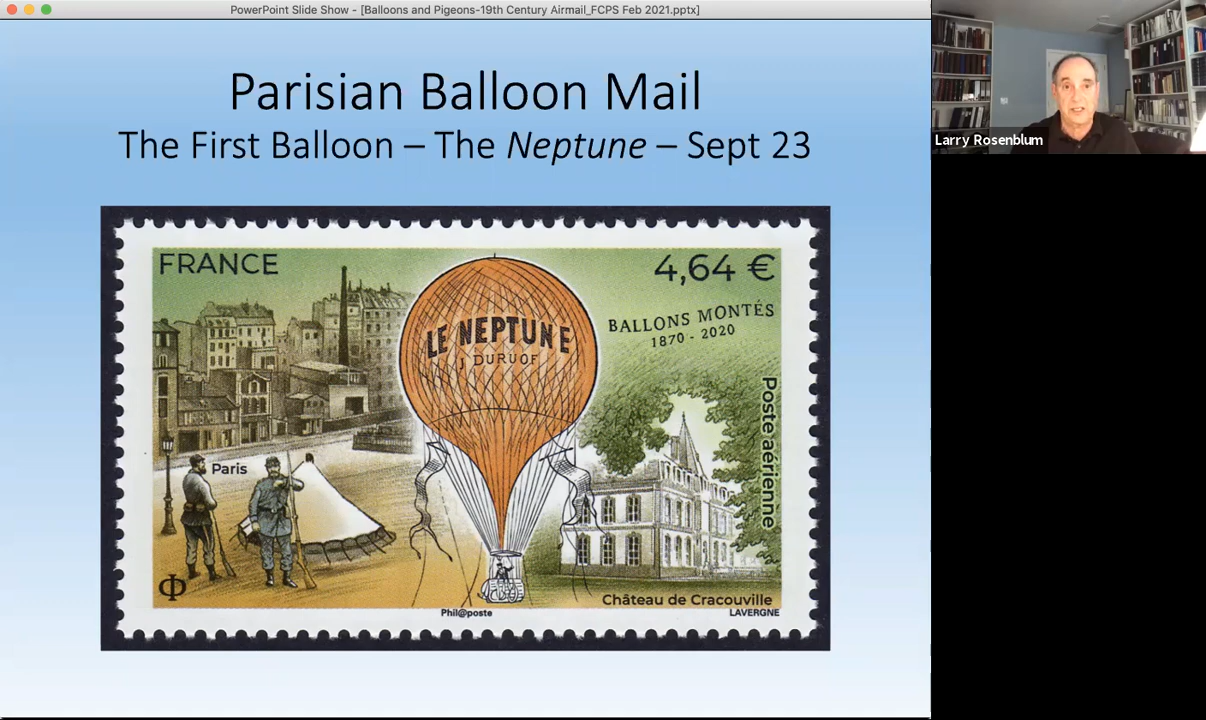 PowerPoint Slide Show - [Balloons and Pigeons-19th Century Airmail_FCPS Feb 2021.pptx]
Parisian Balloon Mail
The First Balloon – The Neptune – Sept 23
FRANCE
4,64 €
LE NEPTUNE
J DUROUF
BALLONS MONTÉS
1870 - 2020
Poste aérienne
Paris
Château de Cracouville
Phil@poste
LAVERGNE
Larry Rosenblum